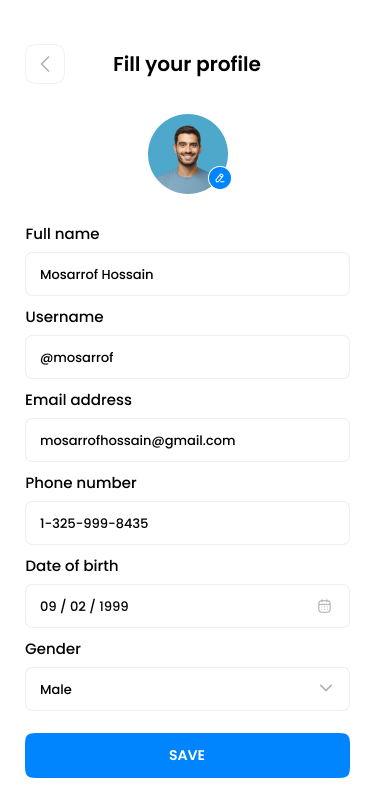 Fill your profile
Full name
Mosarrof Hossain
Username
@mosarrof
Email address
mosarrofhossain@gmail.com
Phone number
1-325-999-8435
Date of birth
09 / 02 / 1999
Gender
Male
SAVE